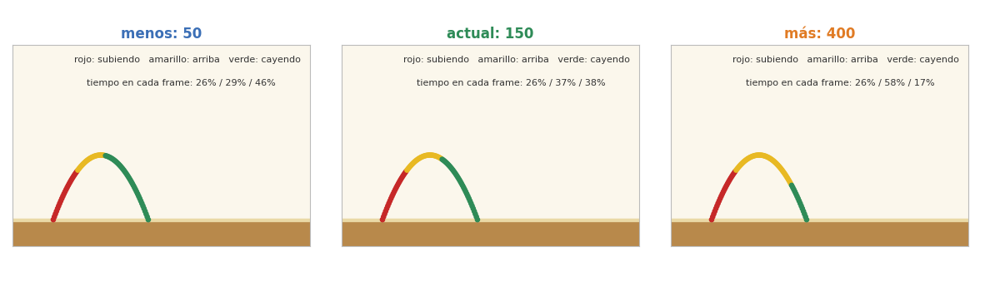 menos: 50
rojo: subiendo   amarillo: arriba   verde: cayendo
tiempo en cada frame: 26% / 29% / 46%
actual: 150
rojo: subiendo   amarillo: arriba   verde: cayendo
tiempo en cada frame: 26% / 37% / 38%
más: 400
rojo: subiendo   amarillo: arriba   verde: cayendo
tiempo en cada frame: 26% / 58% / 17%